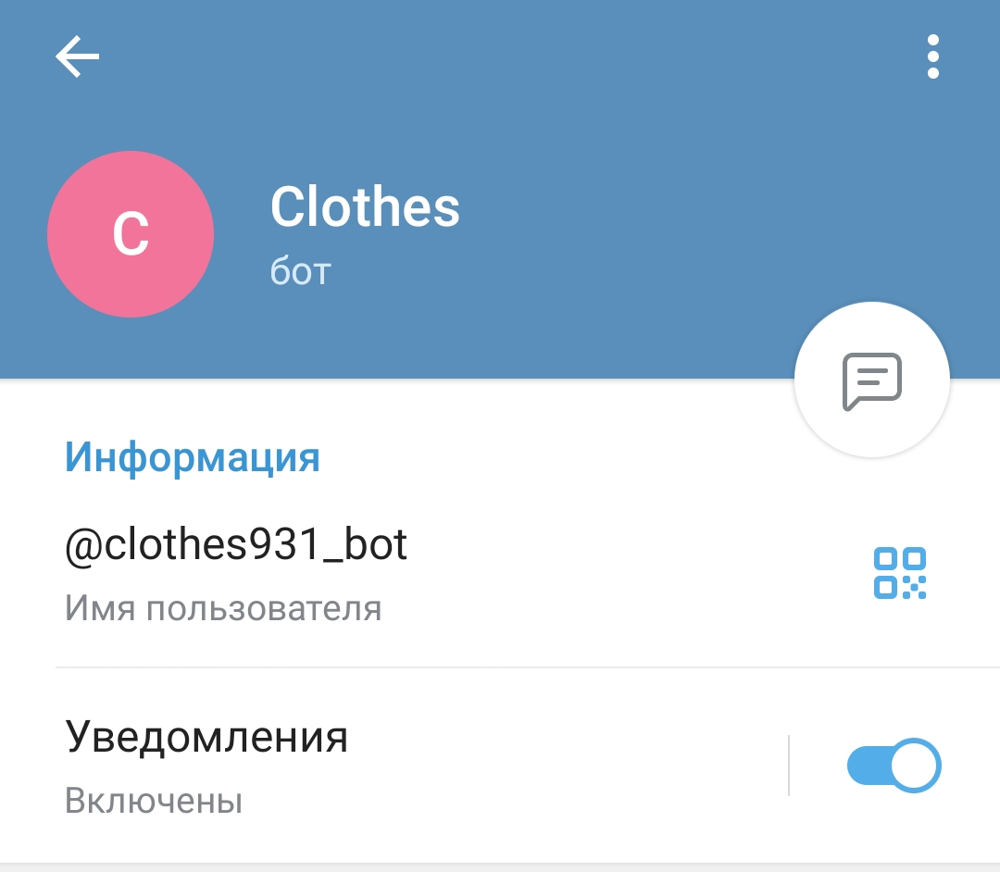 C
Clothes
бот
Информация
@clothes931_bot
Имя пользователя
Уведомления
Включены